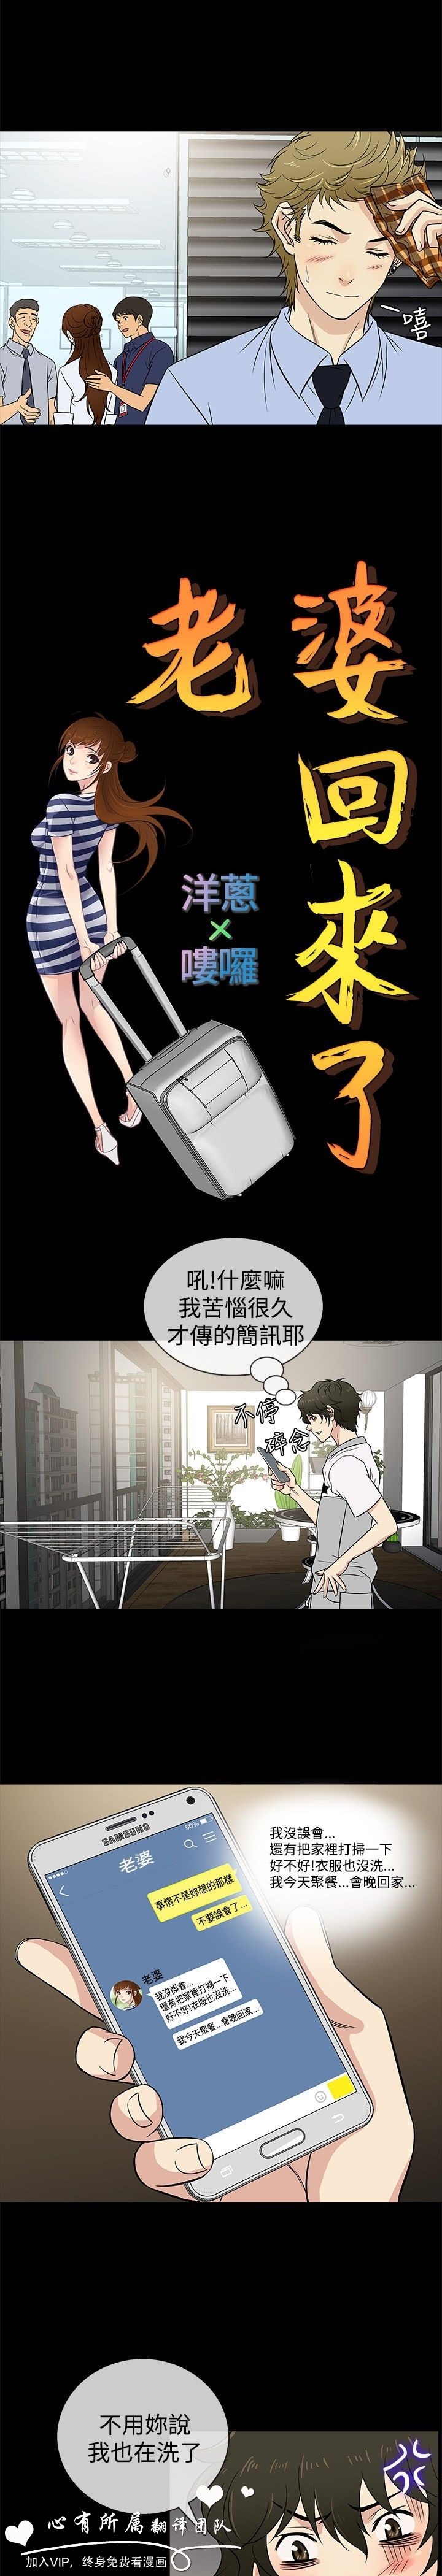 嘻
老婆
回來了
洋蔥
×
嘍囉
吼!什麼嘛
我苦惱很久
才傳的簡訊耶
不停
碎念
SAMSUNG
50%
老婆
事情不是妳想的那樣
不要誤會了...
老婆
我沒誤會...
還有把家裡打掃一下
好不好!衣服也沒洗...
我今天聚餐...會晚回家...
我沒誤會...
還有把家裡打掃一下
好不好!衣服也沒洗...
我今天聚餐...會晚回家...
不用妳說
我也在洗了
心有所属翻译团队
加入VIP，终身免费看漫画